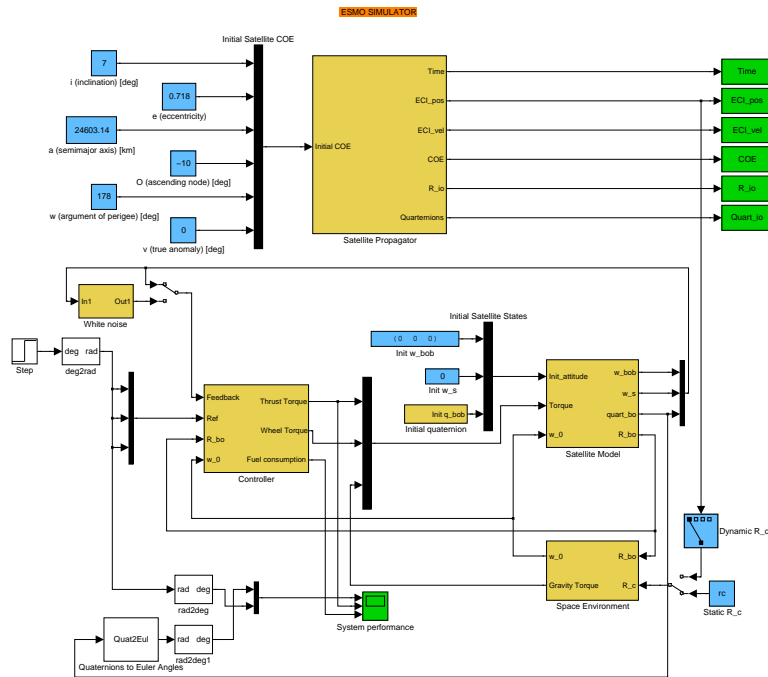 ESMO SIMULATOR
Initial Satellite COE
7
i (inclination) [deg]
0.718
e (eccentricity)
24603.14
a (semimajor axis) [km]
−10
O (ascending node) [deg]
178
w (argument of perigee) [deg]
0
v (true anomaly) [deg]
Initial COE
Time
ECI_pos
ECI_vel
COE
R_io
Quarternions
Satellite Propagator
Time
ECI_pos
ECI_vel
COE
R_io
Quart_io
In1
Out1
White noise
Step
deg rad
deg2rad
Feedback
Ref
R_bo
w_0
Thrust Torque
Wheel Torque
Fuel consumption
Controller
Initial Satellite States
(0 0 0)
Init w_bob
0
Init w_s
Init q_bob
Initial quaternion
Init_attitude
Torque
w_0
w_bob
w_s
quart_bo
R_bo
Satellite Model
w_0
Gravity Torque
R_bo
R_c
Space Environment
Dynamic R_c
rc
Static R_c
rad deg
rad2deg
Quat2Eul
Quaternions to Euler Angles
rad deg
rad2deg1
System performance